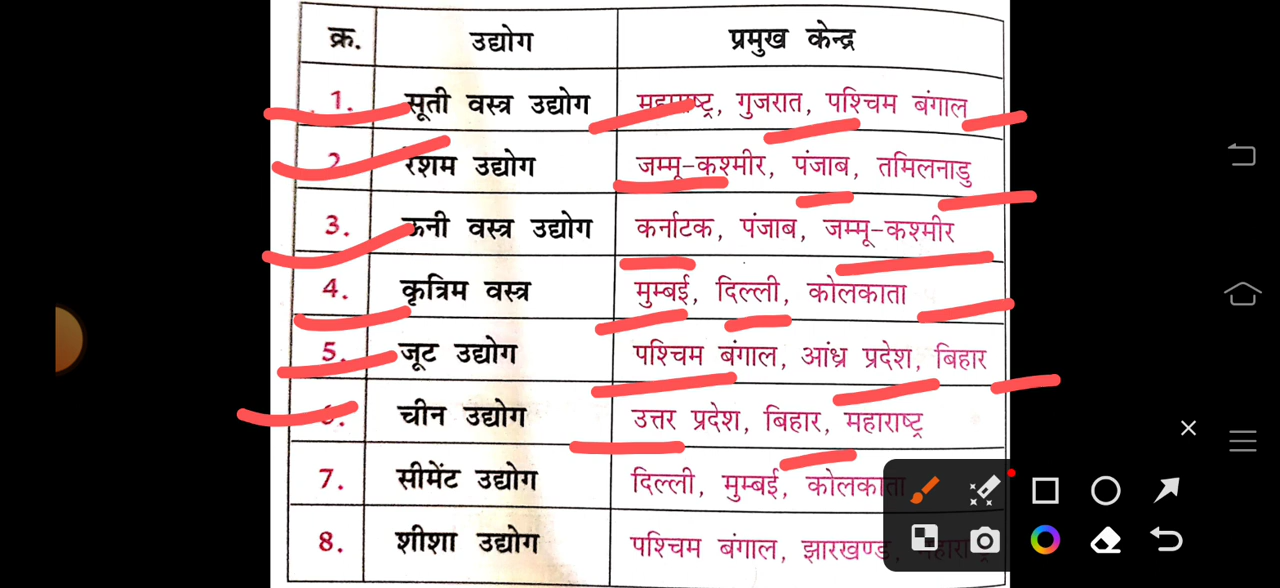 क्र. उद्योग प्रमुख केन्द्र
1. सूती वस्त्र उद्योग महाराष्ट्र, गुजरात, पश्चिम बंगाल
2. रेशम उद्योग जम्मू-कश्मीर, पंजाब, तमिलनाडु
3. ऊनी वस्त्र उद्योग कर्नाटक, पंजाब, जम्मू-कश्मीर
4. कृत्रिम वस्त्र मुम्बई, दिल्ली, कोलकाता
5. जूट उद्योग पश्चिम बंगाल, आंध्र प्रदेश, बिहार
6. चीन उद्योग उत्तर प्रदेश, बिहार, महाराष्ट्र
7. सीमेंट उद्योग दिल्ली, मुम्बई, कोलकाता
8. शीशा उद्योग पश्चिम बंगाल, झारखण्ड,